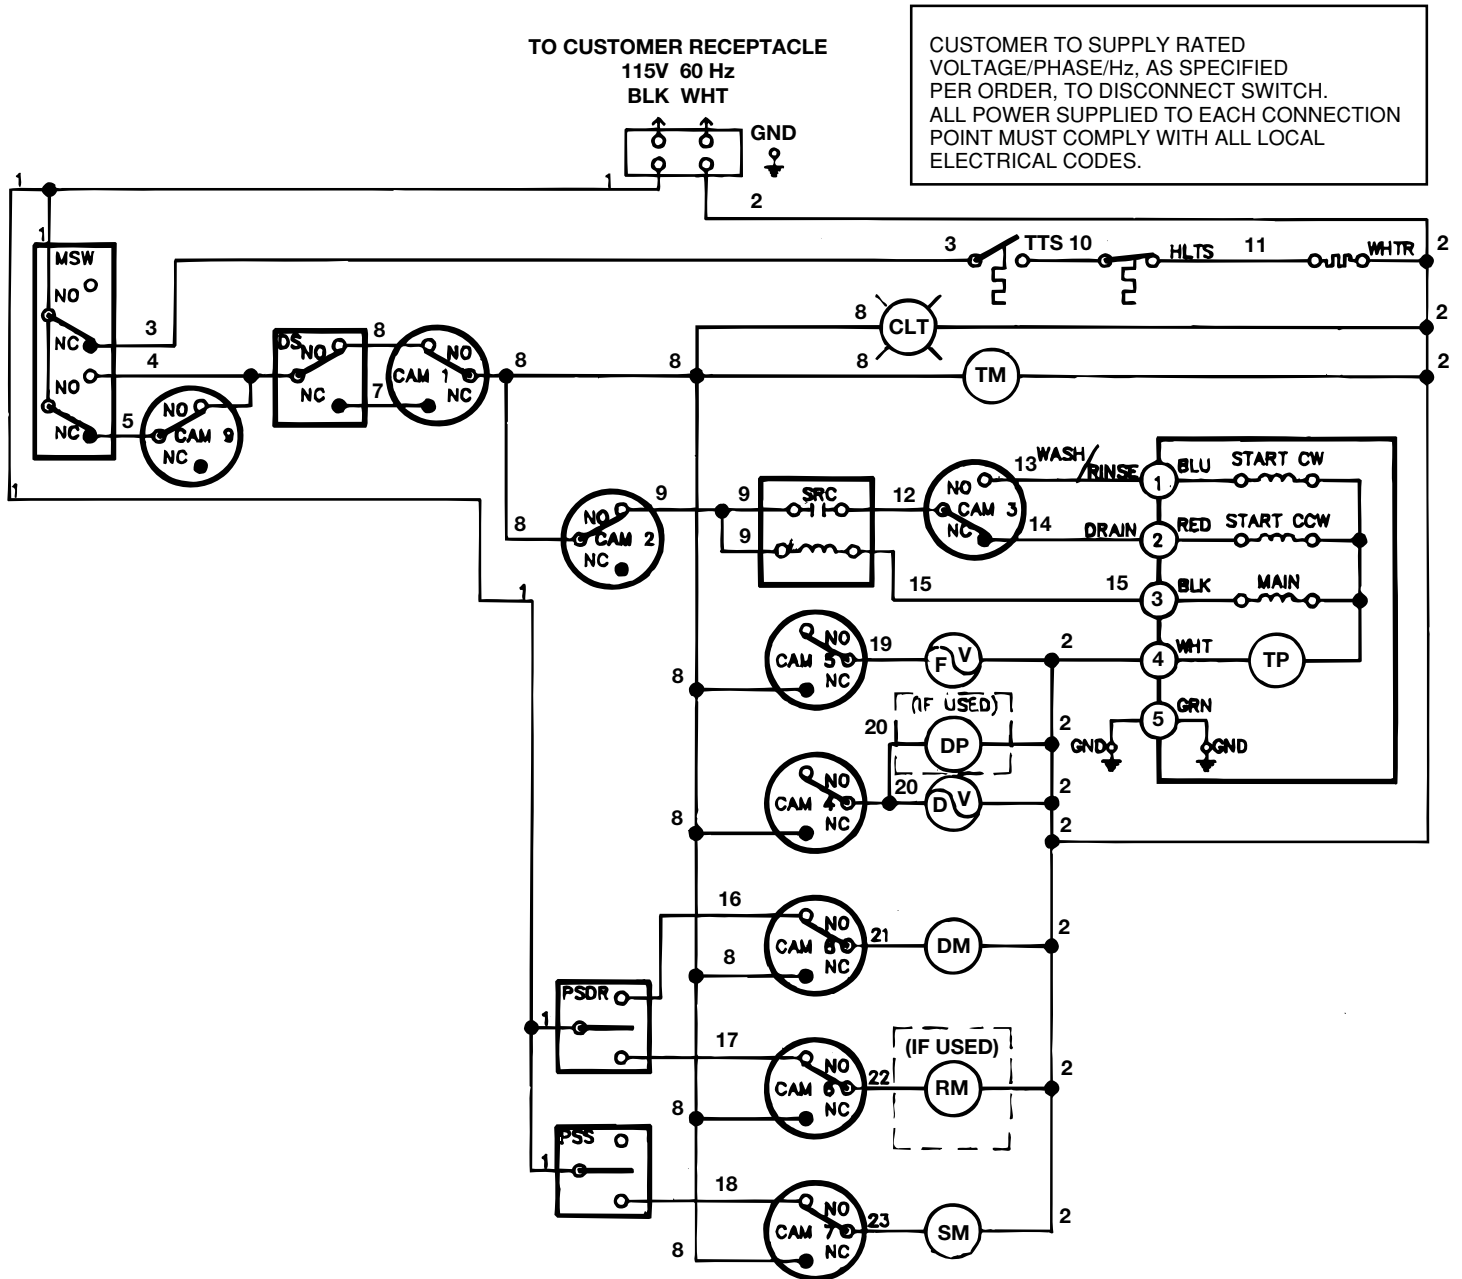 TO CUSTOMER RECEPTACLE
115V 60 Hz
BLK WHT
GND
CUSTOMER TO SUPPLY RATED
VOLTAGE/PHASE/Hz, AS SPECIFIED
PER ORDER, TO DISCONNECT SWITCH.
ALL POWER SUPPLIED TO EACH CONNECTION
POINT MUST COMPLY WITH ALL LOCAL
ELECTRICAL CODES.
1
1
2
1
MSW
NO
NC
NO
NC
3
4
5
NO
CAM 9
NC
DS
NO
NC
8
7
NO
CAM 1
NC
8
3
TTS
10
HLTS
11
WHTR
2
8
CLT
2
8
8
TM
2
1
8
NO
CAM 2
NC
9
9
9
SRC
12
NO
CAM 3
NC
13
WASH/
RINSE
14
DRAIN
15
15
1
BLU
START CW
2
RED
START CCW
3
BLK
MAIN
4
WHT
TP
5
GRN
GND
GND
1
8
NO
CAM 5
NC
19
F V
2
(IF USED)
20
DP
2
8
NO
CAM 4
NC
20
D V
2
2
16
8
NO
CAM 8
NC
21
DM
2
PSDR
1
17
8
NO
CAM 6
NC
22
(IF USED)
RM
2
PSS
1
18
8
NO
CAM 7
NC
23
SM
2